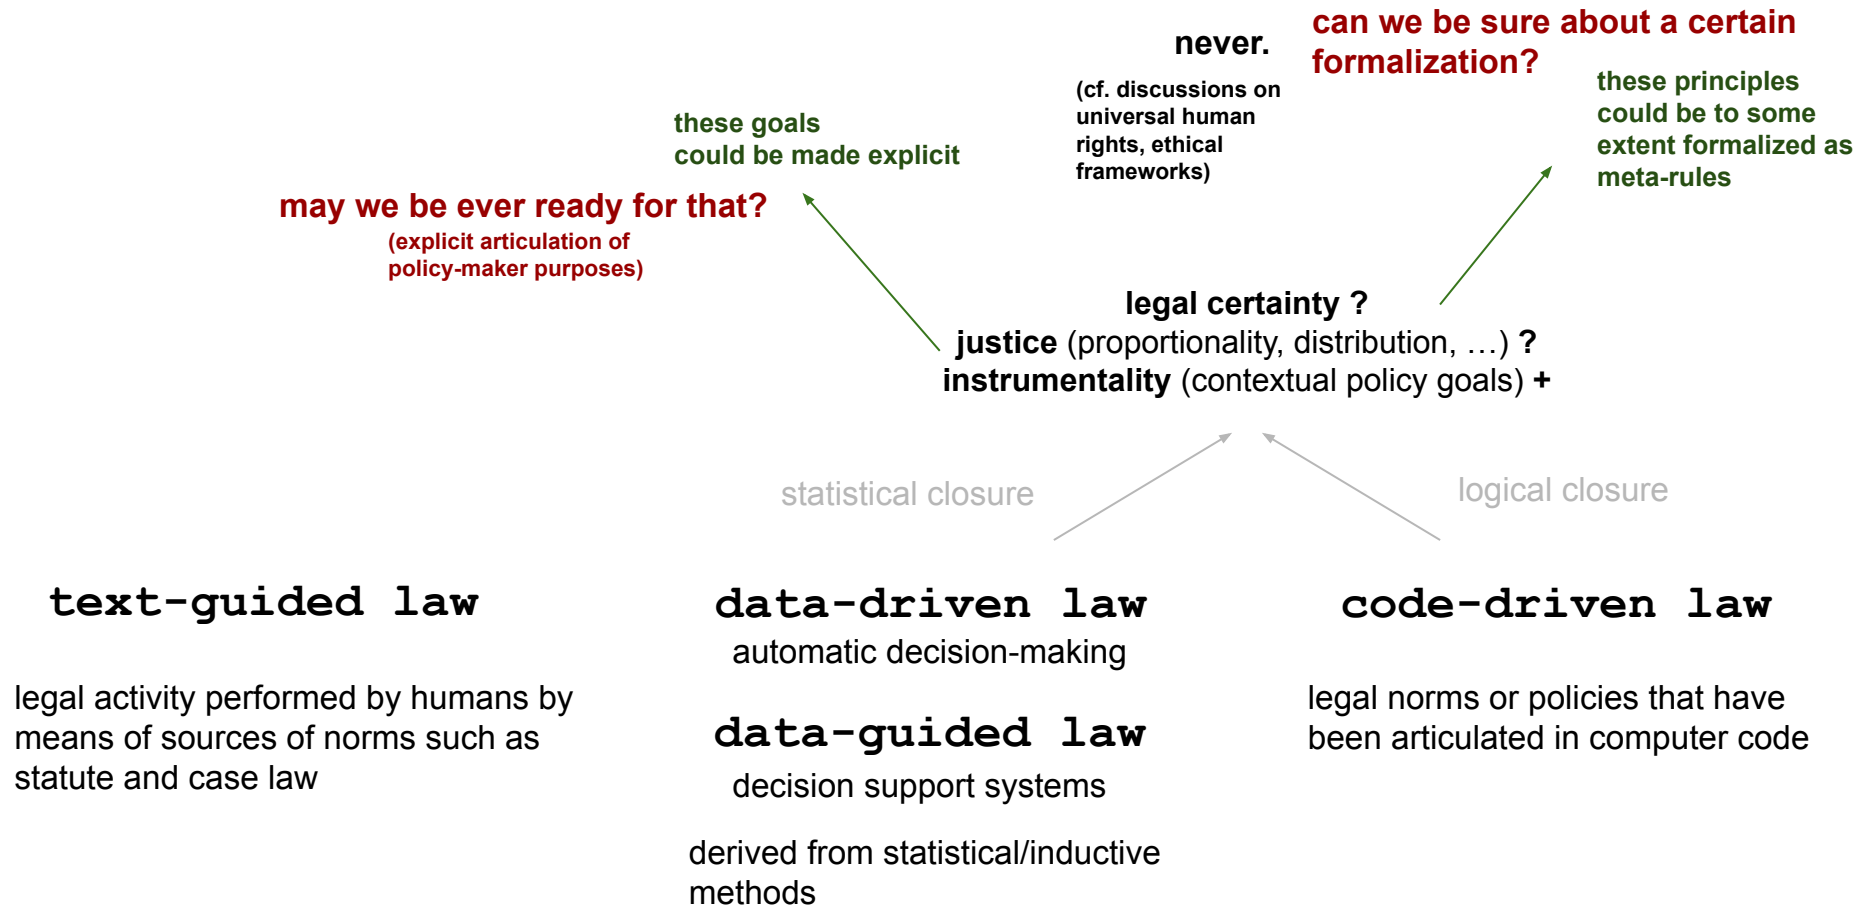 never.
(cf. discussions on
universal human
rights, ethical
frameworks)
can we be sure about a certain
formalization?
these principles
could be to some
extent formalized as
meta-rules
these goals
could be made explicit
may we be ever ready for that?
(explicit articulation of
policy-maker purposes)
legal certainty ?
justice (proportionality, distribution, …) ?
instrumentality (contextual policy goals) +
statistical closure
logical closure
text-guided law
legal activity performed by humans by
means of sources of norms such as
statute and case law
data-driven law
automatic decision-making
data-guided law
decision support systems
derived from statistical/inductive
methods
code-driven law
legal norms or policies that have
been articulated in computer code